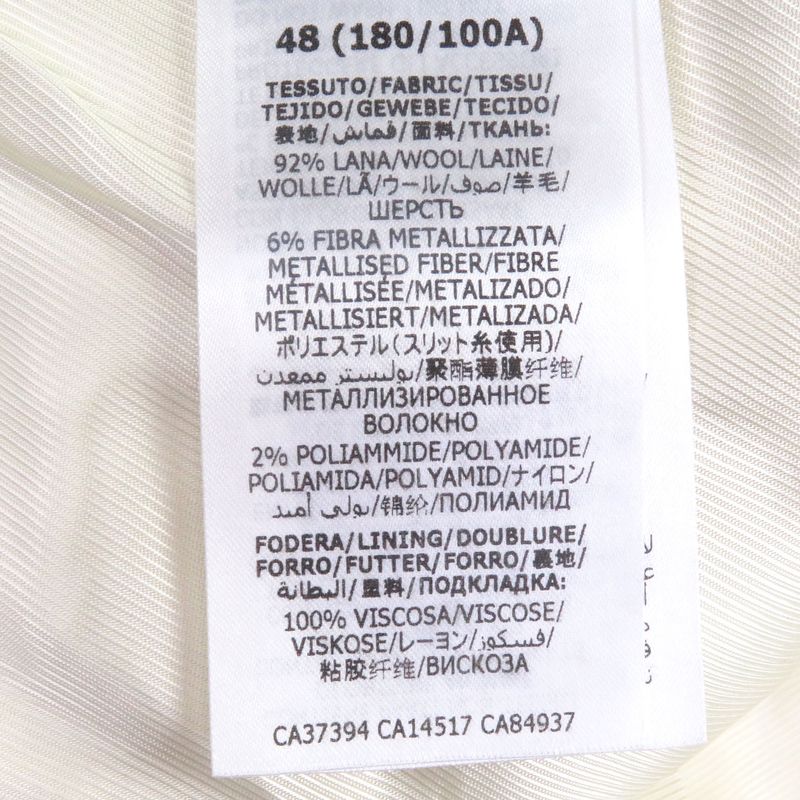 48 (180/100A)
TESSUTO/FABRIC/TISSU/
TEJIDO/GEWEBE/TECIDO/
表地/قماش/面料/ТКАНЬ:
92% LANA/WOOL/LAINE/
WOLLE/LÃ/ウール/صوف/羊毛/
ШЕРСТЬ
6% FIBRA METALLIZZATA/
METALLISED FIBER/FIBRE
MÉTALLISÉE/METALIZADO/
METALLISIERT/METALIZADA/
ポリエステル(スリット糸使用)/
بوليستر ممعدن/聚酯薄膜纤维/
МЕТАЛЛИЗИРОВАННОЕ
ВОЛОКНО
2% POLIAMMIDE/POLYAMIDE/
POLIAMIDA/POLYAMID/ナイロン/
بولي أميد/锦纶/ПОЛИАМИД
FODERA/LINING/DOUBLURE/
FORRO/FUTTER/FORRO/裏地/
البطانة/里料/ПОДКЛАДКА:
100% VISCOSA/VISCOSE/
VISKOSE/レーヨン/فسكوز/
粘胶纤维/ВИСКОЗА
CA37394 CA14517 CA84937